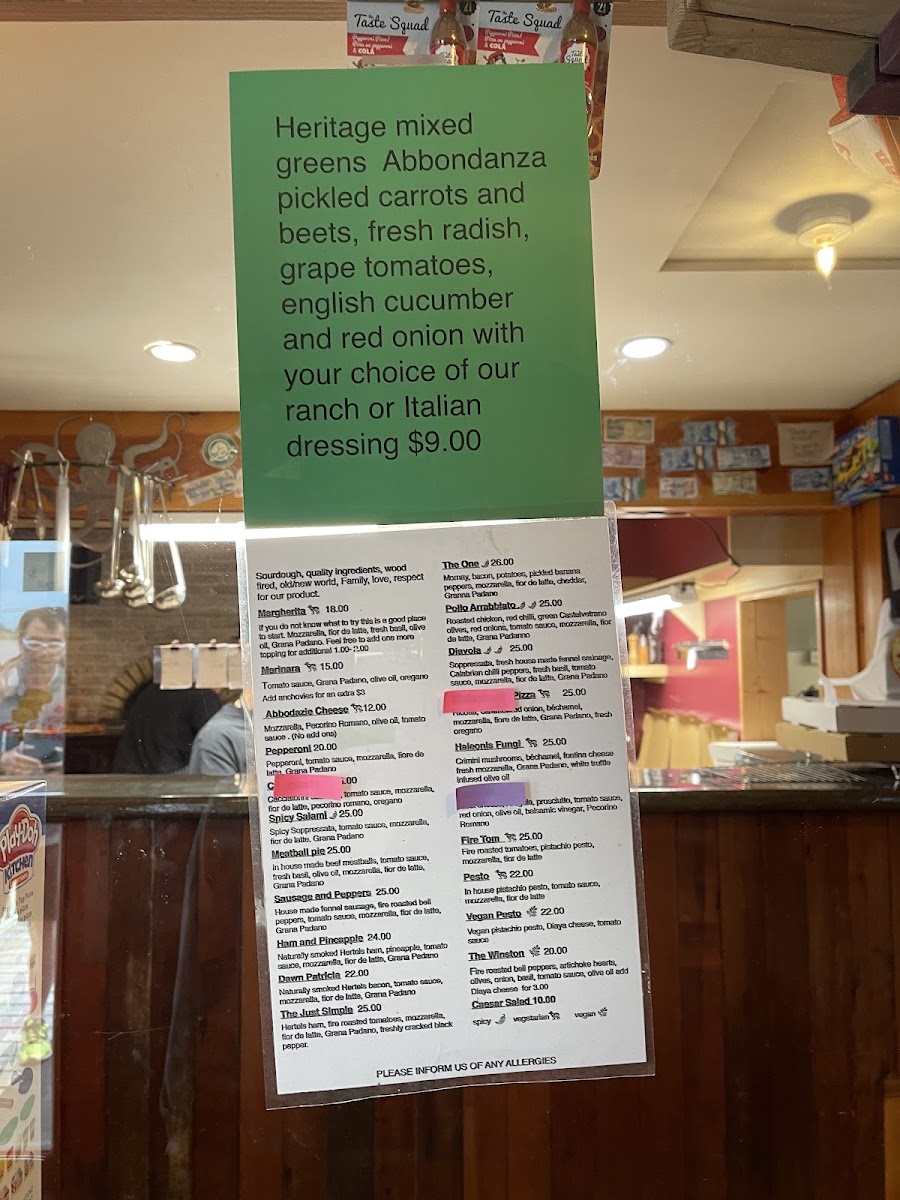 Taste Squad
Taste Squad
& COLA
Heritage mixed
greens Abbondanza
pickled carrots and
beets, fresh radish,
grape tomatoes,
english cucumber
and red onion with
your choice of our
ranch or Italian
dressing $9.00
Sourdough, quality ingredients, wood
fired, old/new world, Family, love, respect
for our product.
Margherita 18.00
If you do not know what to try this is a good place
to start. Mozzarella, fior de latte, fresh basil, olive
oil, Grana Padano. Feel free to add one more
topping for additional 1.00- 2.00
Marinara 15.00
Tomato sauce, Grana Padano, olive oil, oregano
Add anchovies for an extra $3
Abbodazie Cheese 12.00
Mozzarella, Pecorino Romano, olive oil, tomato
sauce . (No add ons)
Pepperoni 20.00
Pepperoni, tomato sauce, mozzarella, fiore de
latte, Grana Padano
tomato sauce, mozzarella,
fior de latte, pecorino romano, oregano
Spicy Salami 25.00
Spicy Soppressata, tomato sauce, mozzarella,
fior de latte, Grana Padano
Meatball pie 25.00
In house made beef meatballs, tomato sauce,
fresh basil, olive oil, mozzarella, fior de latte,
Grana Padano
Sausage and Peppers 25.00
House made fennel sausage, fire roasted bell
peppers, tomato sauce, mozzarella, fior de latte,
Grana Padano
Ham and Pineapple 24.00
Naturally smoked Hertels ham, pineapple, tomato
sauce, mozzarella, fior de latte, Grana Padano
Dawn Patricia 22.00
Naturally smoked Hertels bacon, tomato sauce,
mozzarella, fior de latte, Grana Padano
The Just Simple 25.00
Hertels ham, fire roasted tomatoes, mozzarella,
fior de latte, Grana Padano, freshly cracked black
pepper.
The One 26.00
Mornay, bacon, potatoes, pickled banana
peppers, mozzarella, fior de latte, cheddar,
Granna Padano
Pollo Arrabbiato 25.00
Roasted chicken, red chilli, green Castelvetrano
olives, red onions, tomato sauce, mozzarella, fior
de latte, Grana Padanno
Diavola 25.00
Soppressata, fresh house made fennel sausage,
Calabrian chilli peppers, fresh basil, tomato
sauce, mozzarella, fior de latte, Grana Padano
Pizza 25.00
onion, béchamel,
mozzarella, fiore de latte, Grana Padano, fresh
oregano
Haleonis Fungi 25.00
Crimini mushrooms, béchamel, fontina cheese
fresh mozzarella, Grana Padano, white truffle
infused olive oil
prosciutto, tomato sauce,
red onion, olive oil, balsamic vinegar, Pecorino
Romano
Fire Tom 25.00
Fire roasted tomatoes, pistachio pesto,
mozzarella, fior de latte
Pesto 22.00
In house pistachio pesto, tomato sauce,
mozzarella, fior de latte
Vegan Pesto 22.00
Vegan pistachio pesto, Diaya cheese, tomato
sauce
The Winston 20.00
Fire roasted bell peppers, artichoke hearts,
olives, onion, basil, tomato sauce, olive oil add
Diaya cheese for 3.00
Caesar Salad 10.00
spicy vegetarian vegan
PLEASE INFORM US OF ANY ALLERGIES
Play-Doh
KITCHEN